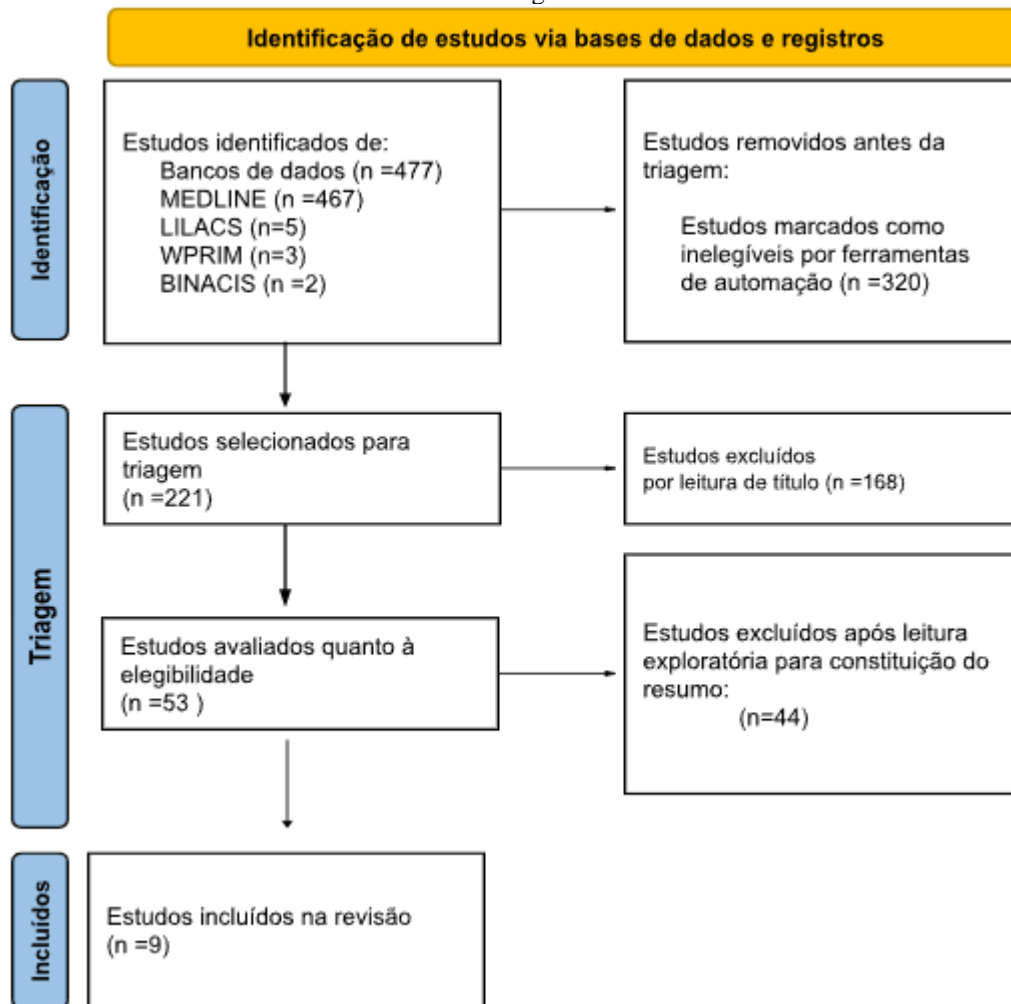 Identificação de estudos via bases de dados e registros
Identificação
Estudos identificados de:
Bancos de dados (n =477)
MEDLINE (n =467)
LILACS (n=5)
WPRIM (n=3)
BINACIS (n =2)
Estudos removidos antes da
triagem:
Estudos marcados como
inelegíveis por ferramentas
de automação (n =320)
Triagem
Estudos selecionados para
triagem
(n =221)
Estudos excluídos
por leitura de título (n =168)
Estudos avaliados quanto à
elegibilidade
(n =53 )
Estudos excluídos após leitura
exploratória para constituição do
resumo:
(n=44)
Incluídos
Estudos incluídos na revisão
(n =9)